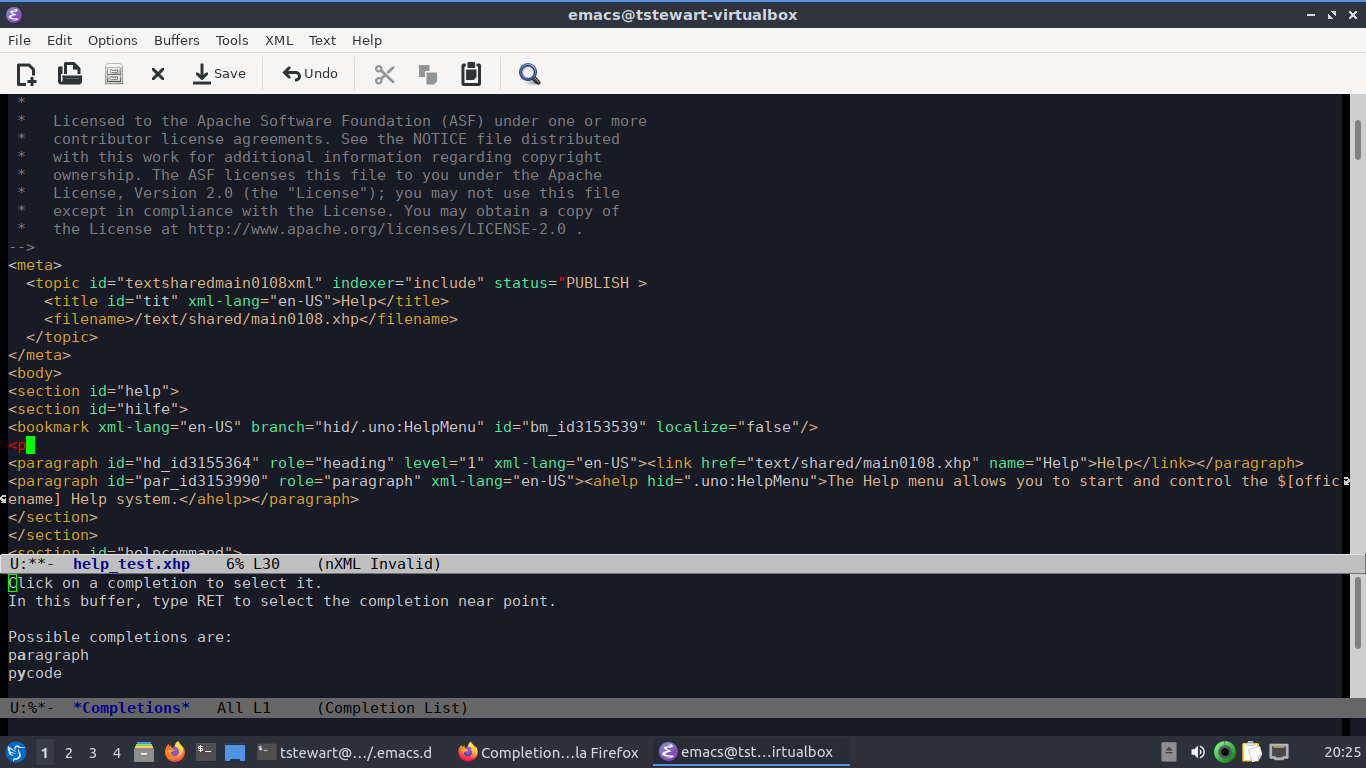 emacs@tstewart-virtualbox
File Edit Options Buffers Tools XML Text Help
Save Undo
*
* Licensed to the Apache Software Foundation (ASF) under one or more
* contributor license agreements. See the NOTICE file distributed
* with this work for additional information regarding copyright
* ownership. The ASF licenses this file to you under the Apache
* License, Version 2.0 (the "License"); you may not use this file
* except in compliance with the License. You may obtain a copy of
* the License at http://www.apache.org/licenses/LICENSE-2.0 .
-->
<meta>
<topic id="textsharedmain0108xml" indexer="include" status="PUBLISH >
<title id="tit" xml-lang="en-US">Help</title>
<filename>/text/shared/main0108.xhp</filename>
</topic>
</meta>
<body>
<section id="help">
<section id="hilfe">
<bookmark xml-lang="en-US" branch="hid/.uno:HelpMenu" id="bm_id3153539" localize="false"/>
<p
<paragraph id="hd_id3155364" role="heading" level="1" xml-lang="en-US"><link href="text/shared/main0108.xhp" name="Help">Help</link></paragraph>
<paragraph id="par_id3153990" role="paragraph" xml-lang="en-US"><ahelp hid=".uno:HelpMenu">The Help menu allows you to start and control the $[offic
ename] Help system.</ahelp></paragraph>
</section>
</section>
<section id="helpcommand">
U:**- help_test.xhp 6% L30 (nXML Invalid)
Click on a completion to select it.
In this buffer, type RET to select the completion near point.
Possible completions are:
paragraph
pycode
U:%*- *Completions* All L1 (Completion List)
1 2 3 4 tstewart@…/.emacs.d Completion…la Firefox emacs@tst…irtualbox 20:25